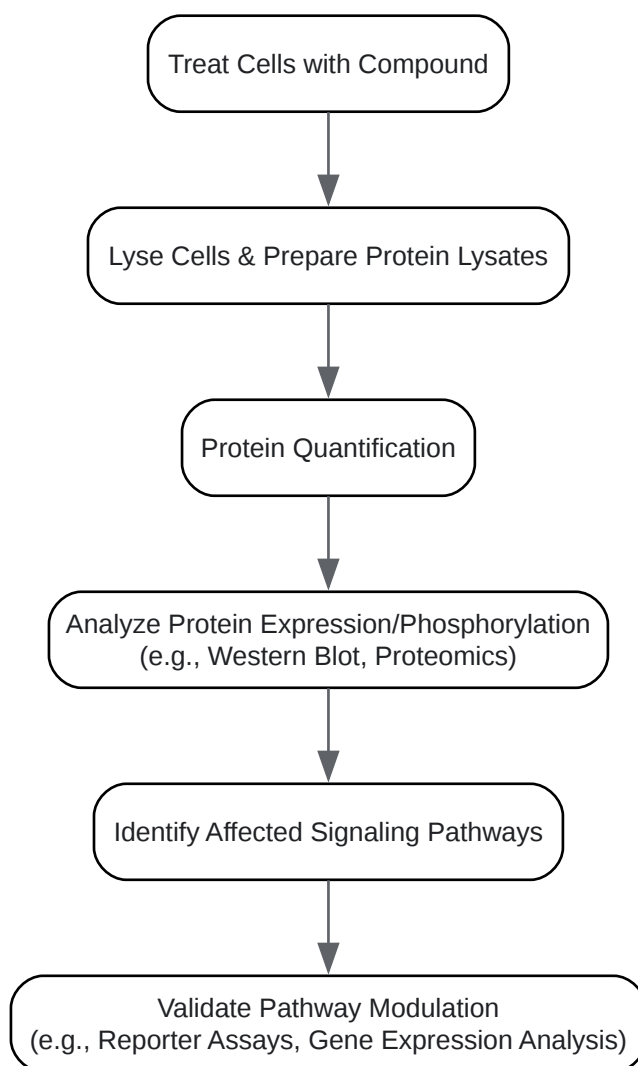 Treat Cells with Compound
Lyse Cells & Prepare Protein Lysates
Protein Quantification
Analyze Protein Expression/Phosphorylation
(e.g., Western Blot, Proteomics)
Identify Affected Signaling Pathways
Validate Pathway Modulation
(e.g., Reporter Assays, Gene Expression Analysis)